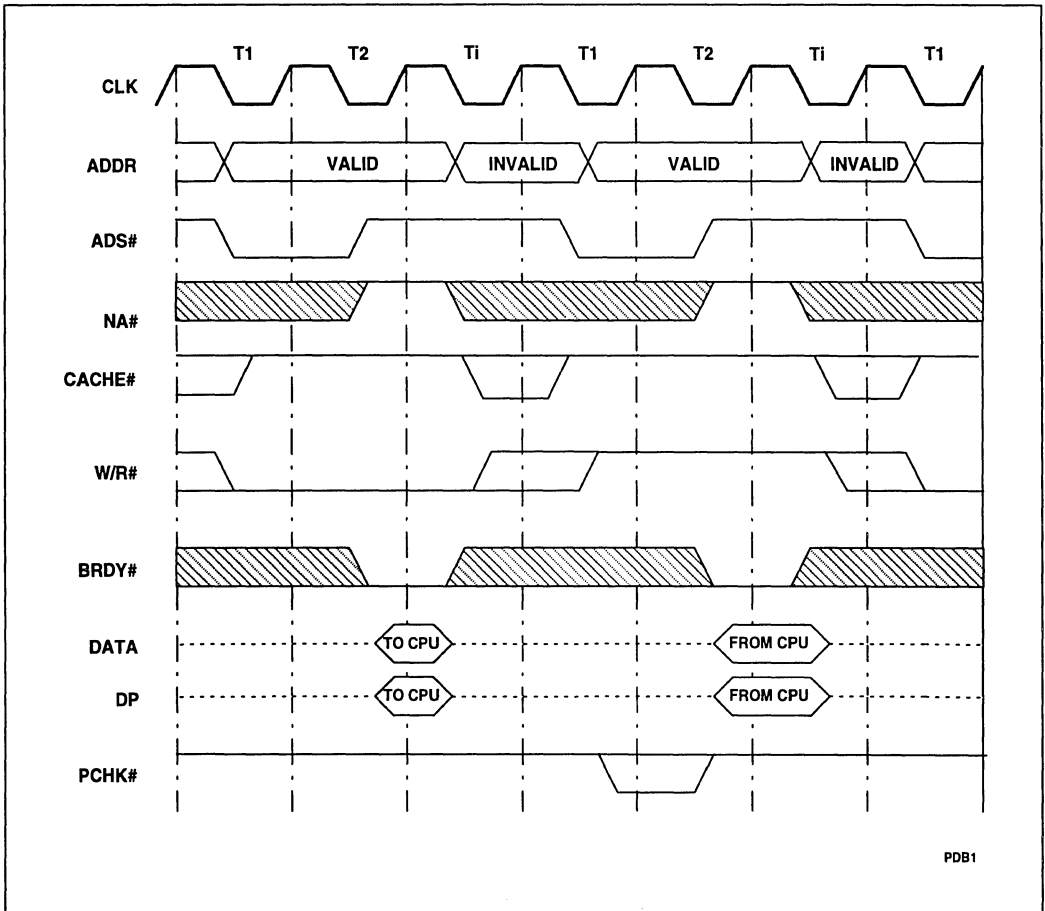 T1 T2 Ti T1 T2 Ti T1
CLK
ADDR VALID INVALID VALID INVALID
ADS#
NA#
CACHE#
W/R#
BRDY#
DATA TO CPU FROM CPU
DP TO CPU FROM CPU
PCHK#
PDB1